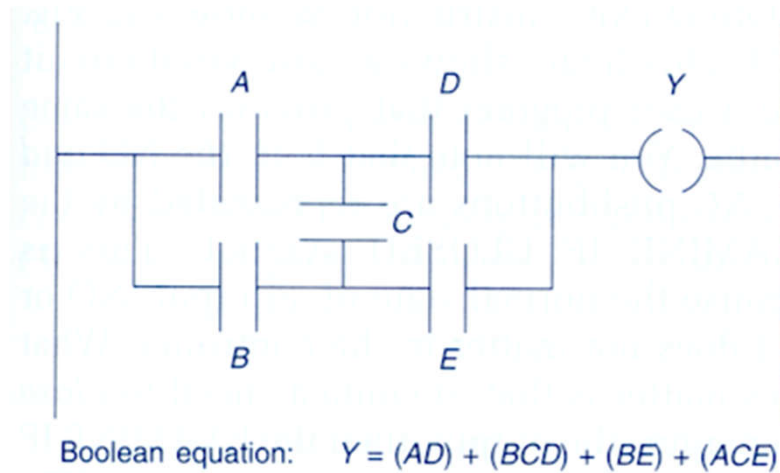 A D Y
C
B E
Boolean equation: Y = (AD) + (BCD) + (BE) + (ACE)